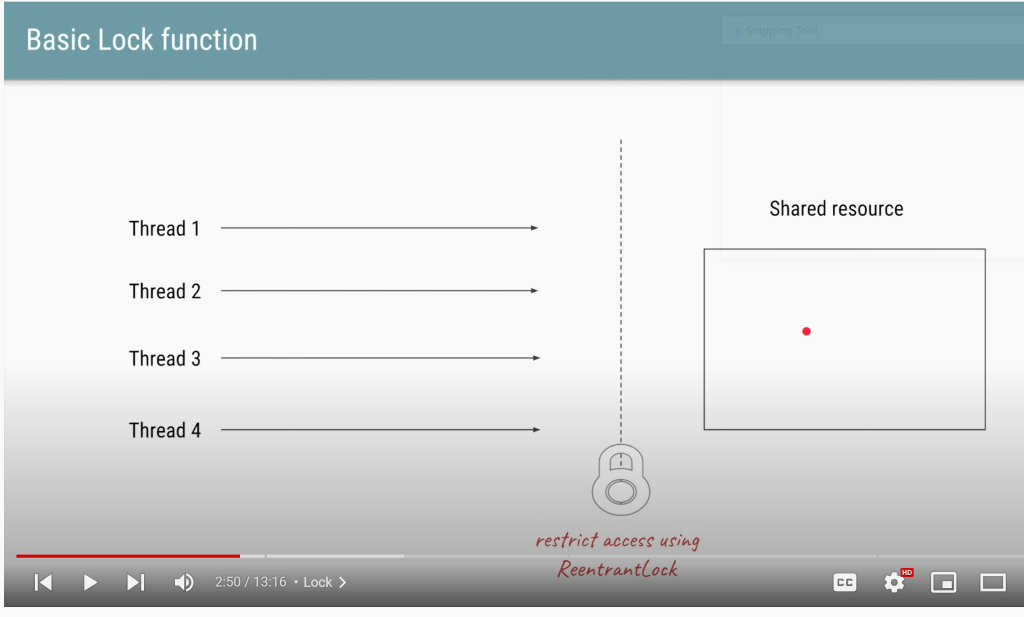 Basic Lock function
Snipping Tool
Shared resource
Thread 1
Thread 2
Thread 3
Thread 4
restrict access using
ReentrantLock
2:50 / 13:16 • Lock >
CC
HD